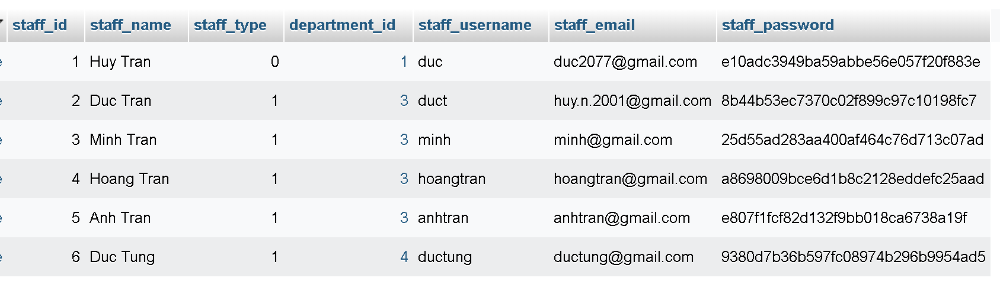 staff_id staff_name staff_type department_id staff_username staff_email staff_password
1 Huy Tran 0 1 duc duc2077@gmail.com e10adc3949ba59abbe56e057f20f883e
2 Duc Tran 1 3 duct huy.n.2001@gmail.com 8b44b53ec7370c02f899c97c10198fc7
3 Minh Tran 1 3 minh minh@gmail.com 25d55ad283aa400af464c76d713c07ad
4 Hoang Tran 1 3 hoangtran hoangtran@gmail.com a8698009bce6d1b8c2128eddefc25aad
5 Anh Tran 1 3 anhtran anhtran@gmail.com e807f1fcf82d132f9bb018ca6738a19f
6 Duc Tung 1 4 ductung ductung@gmail.com 9380d7b36b597fc08974b296b9954ad5